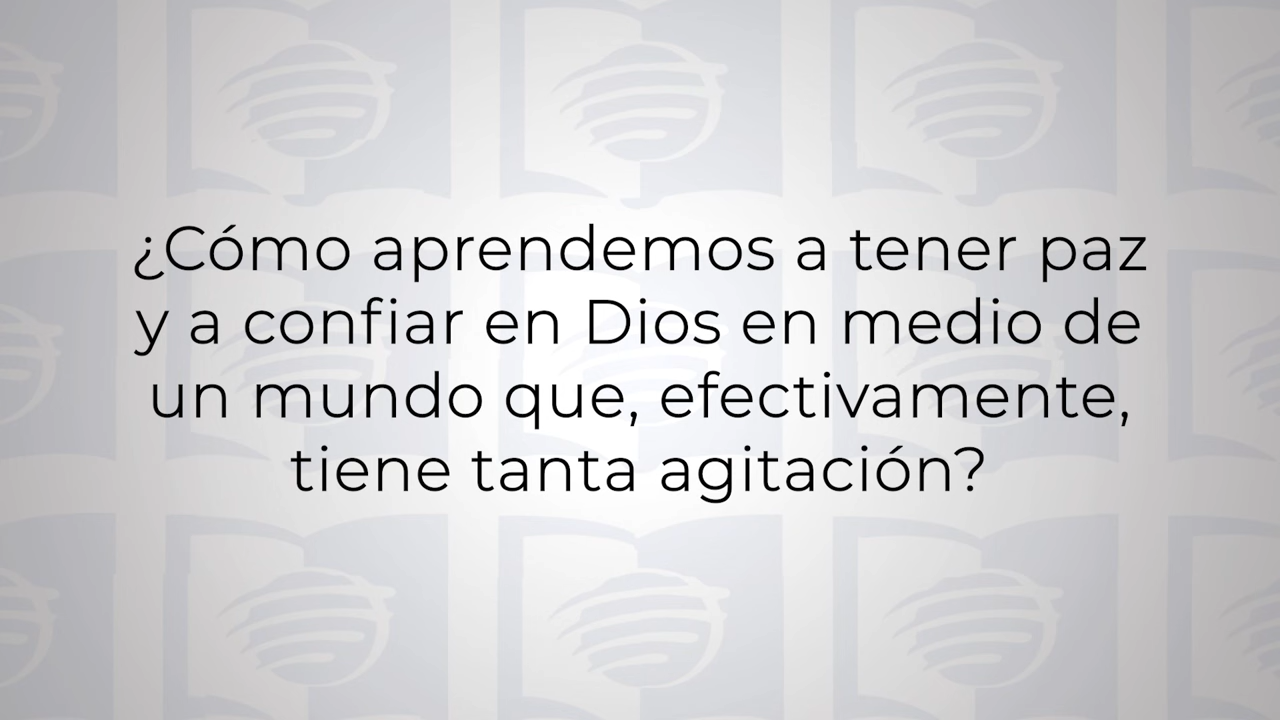 ¿Cómo aprendemos a tener paz
y a confiar en Dios en medio de
un mundo que, efectivamente,
tiene tanta agitación?